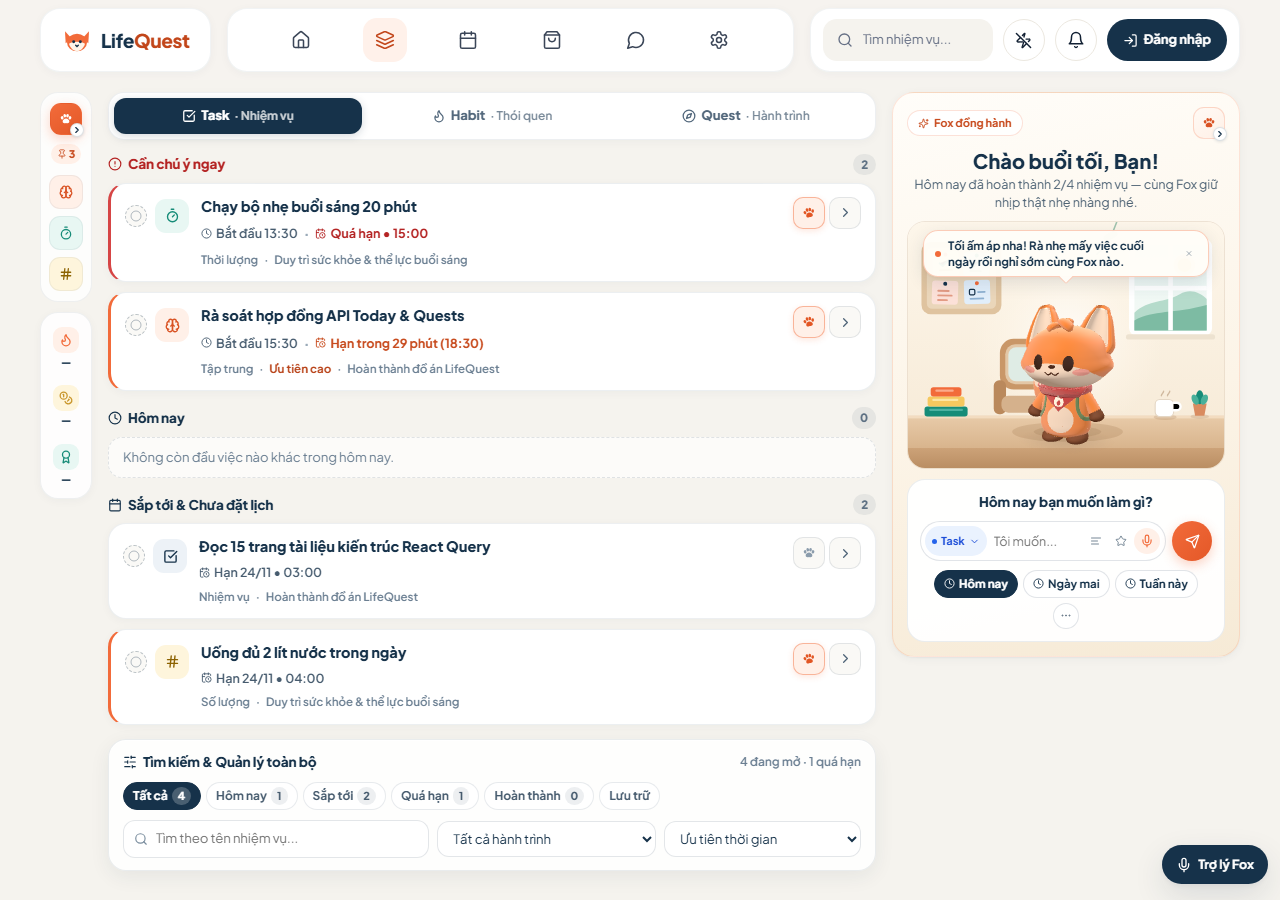 LifeQuest
Tìm nhiệm vụ...
Đăng nhập
3
Task · Nhiệm vụ
Habit · Thói quen
Quest · Hành trình
Cần chú ý ngay
2
Chạy bộ nhẹ buổi sáng 20 phút
Bắt đầu 13:30 · Quá hạn • 15:00
Thời lượng · Duy trì sức khỏe & thể lực buổi sáng
Rà soát hợp đồng API Today & Quests
Bắt đầu 15:30 · Hạn trong 29 phút (18:30)
Tập trung · Ưu tiên cao · Hoàn thành đồ án LifeQuest
Hôm nay
0
Không còn đầu việc nào khác trong hôm nay.
Sắp tới & Chưa đặt lịch
2
Đọc 15 trang tài liệu kiến trúc React Query
Hạn 24/11 • 03:00
Nhiệm vụ · Hoàn thành đồ án LifeQuest
Uống đủ 2 lít nước trong ngày
Hạn 24/11 • 04:00
Số lượng · Duy trì sức khỏe & thể lực buổi sáng
Tìm kiếm & Quản lý toàn bộ
4 đang mở · 1 quá hạn
Tất cả 4
Hôm nay 1
Sắp tới 2
Quá hạn 1
Hoàn thành 0
Lưu trữ
Tìm theo tên nhiệm vụ...
Tất cả hành trình
Ưu tiên thời gian
Fox đồng hành
Chào buổi tối, Bạn!
Hôm nay đã hoàn thành 2/4 nhiệm vụ — cùng Fox giữ
nhịp thật nhẹ nhàng nhé.
Tối ấm áp nha! Rà nhẹ mấy việc cuối
ngày rồi nghỉ sớm cùng Fox nào.
Hôm nay bạn muốn làm gì?
Task
Tôi muốn...
Hôm nay
Ngày mai
Tuần này
Trợ lý Fox